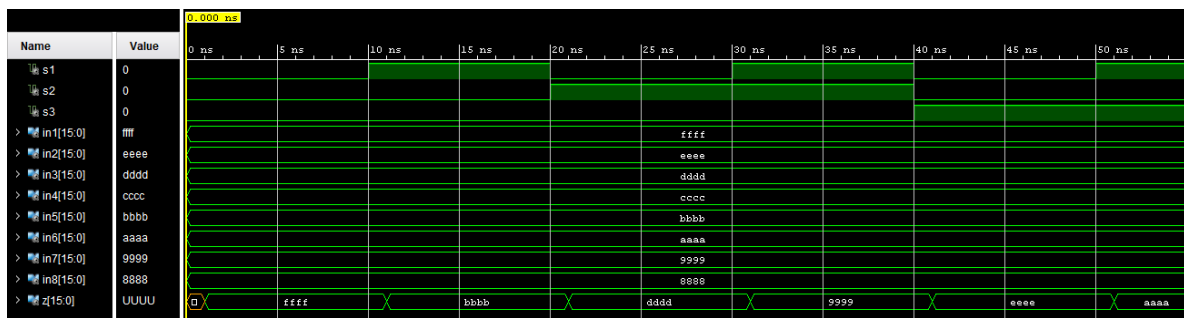 0.000 ns
Name Value
0 ns 5 ns 10 ns 15 ns 20 ns 25 ns 30 ns 35 ns 40 ns 45 ns 50 ns
s1 0
s2 0
s3 0
in1[15:0] ffff ffff
in2[15:0] eeee eeee
in3[15:0] dddd dddd
in4[15:0] cccc cccc
in5[15:0] bbbb bbbb
in6[15:0] aaaa aaaa
in7[15:0] 9999 9999
in8[15:0] 8888 8888
z[15:0] UUUU ffff bbbb dddd 9999 eeee aaaa